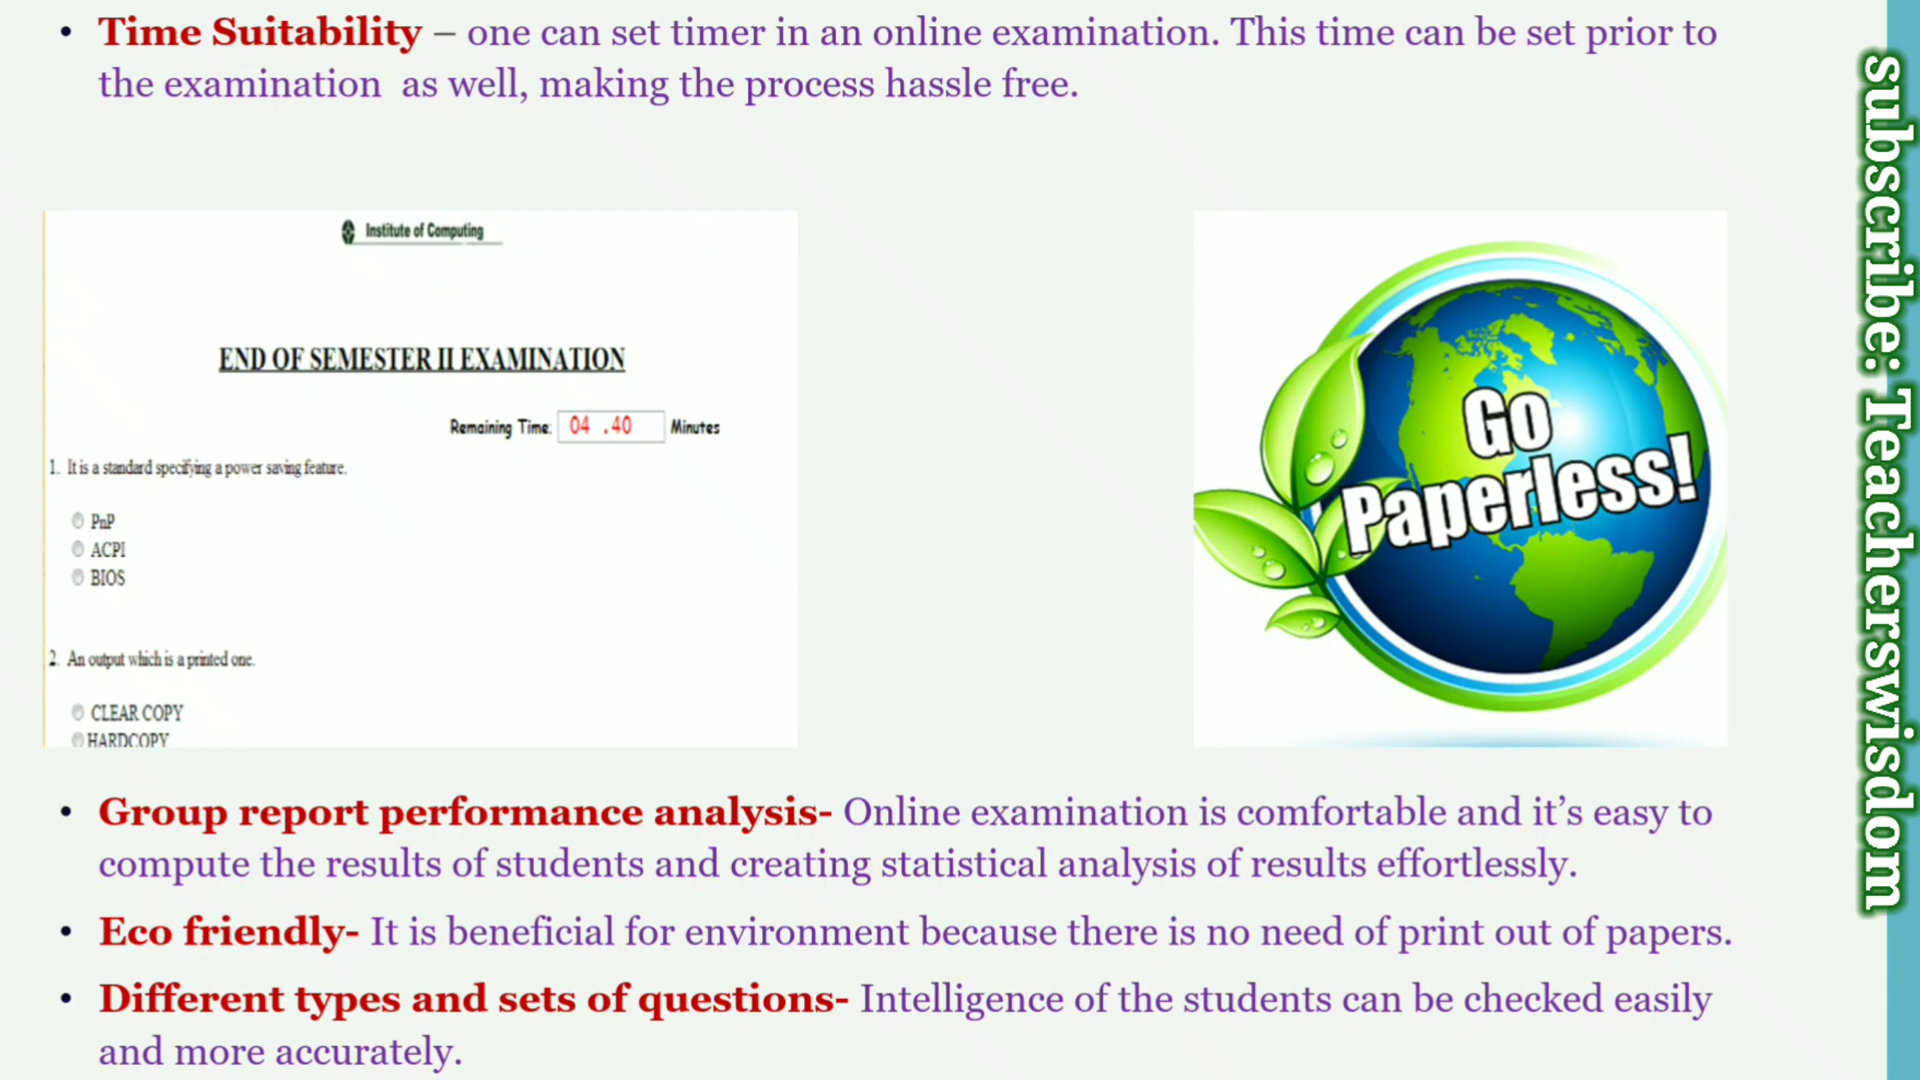 • Time Suitability – one can set timer in an online examination. This time can be set prior to
the examination as well, making the process hassle free.
Institute of Computing
END OF SEMESTER II EXAMINATION
Remaining Time: 04 .40 Minutes
1. It is a standard specifying a power saving feature.
PnP
ACPI
BIOS
2. An output which is a printed one.
CLEAR COPY
HARDCOPY
Go
Paperless!
• Group report performance analysis- Online examination is comfortable and it’s easy to
compute the results of students and creating statistical analysis of results effortlessly.
• Eco friendly- It is beneficial for environment because there is no need of print out of papers.
• Different types and sets of questions- Intelligence of the students can be checked easily
and more accurately.
subscribe: Teacherswisdom